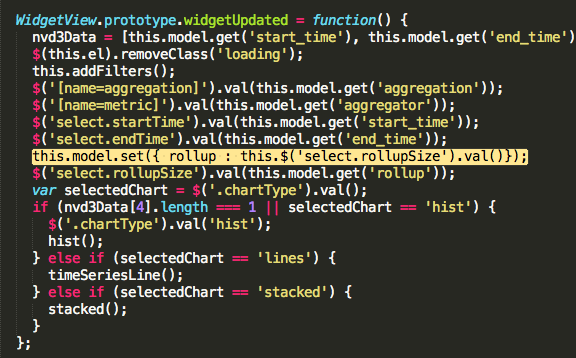 WidgetView.prototype.widgetUpdated = function() {
nvd3Data = [this.model.get('start_time'), this.model.get('end_time')
$(this.el).removeClass('loading');
this.addFilters();
$('[name=aggregation]').val(this.model.get('aggregation'));
$('[name=metric]').val(this.model.get('aggregator'));
$('select.startTime').val(this.model.get('start_time'));
$('select.endTime').val(this.model.get('end_time'));
this.model.set({ rollup : this.$('select.rollupSize').val()});
$('select.rollupSize').val(this.model.get('rollup'));
var selectedChart = $('.chartType').val();
if (nvd3Data[4].length === 1 || selectedChart == 'hist') {
$('.chartType').val('hist');
hist();
} else if (selectedChart == 'lines') {
timeSeriesLine();
} else if (selectedChart == 'stacked') {
stacked();
}
};